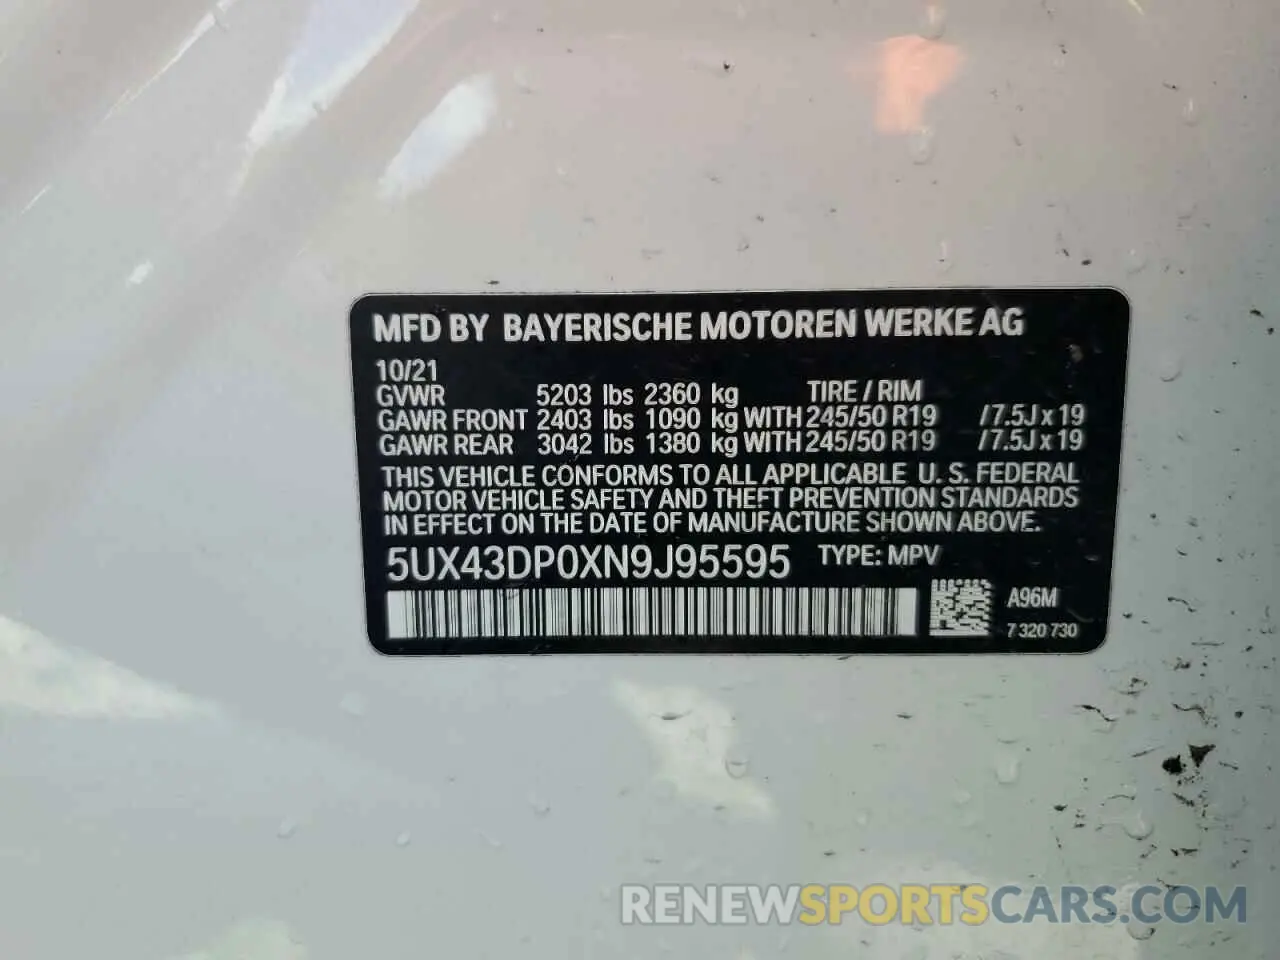 MFD BY BAYERISCHE MOTOREN WERKE AG
10/21
GVWR 5203 lbs 2360 kg TIRE / RIM
GAWR FRONT 2403 lbs 1090 kg WITH 245/50 R19 /7.5J x 19
GAWR REAR 3042 lbs 1380 kg WITH 245/50 R19 /7.5J x 19
THIS VEHICLE CONFORMS TO ALL APPLICABLE U. S. FEDERAL
MOTOR VEHICLE SAFETY AND THEFT PREVENTION STANDARDS
IN EFFECT ON THE DATE OF MANUFACTURE SHOWN ABOVE.
5UX43DP0XN9J95595 TYPE: MPV
A96M
7 320 730
RENEWSPORTSCARS.COM